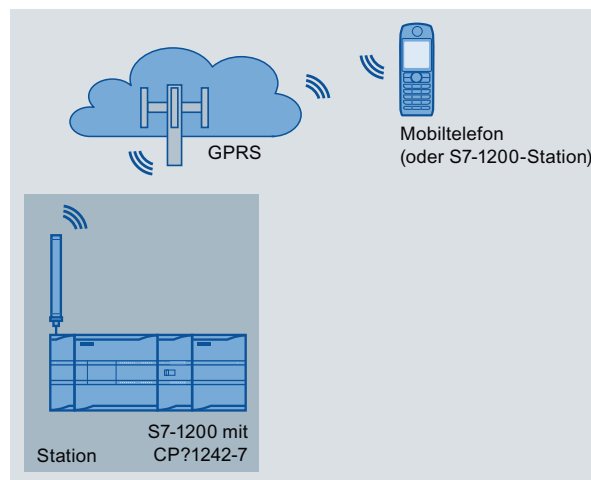 GPRS
Mobiltelefon
(oder S7-1200-Station)
S7-1200 mit
CP?1242-7
Station